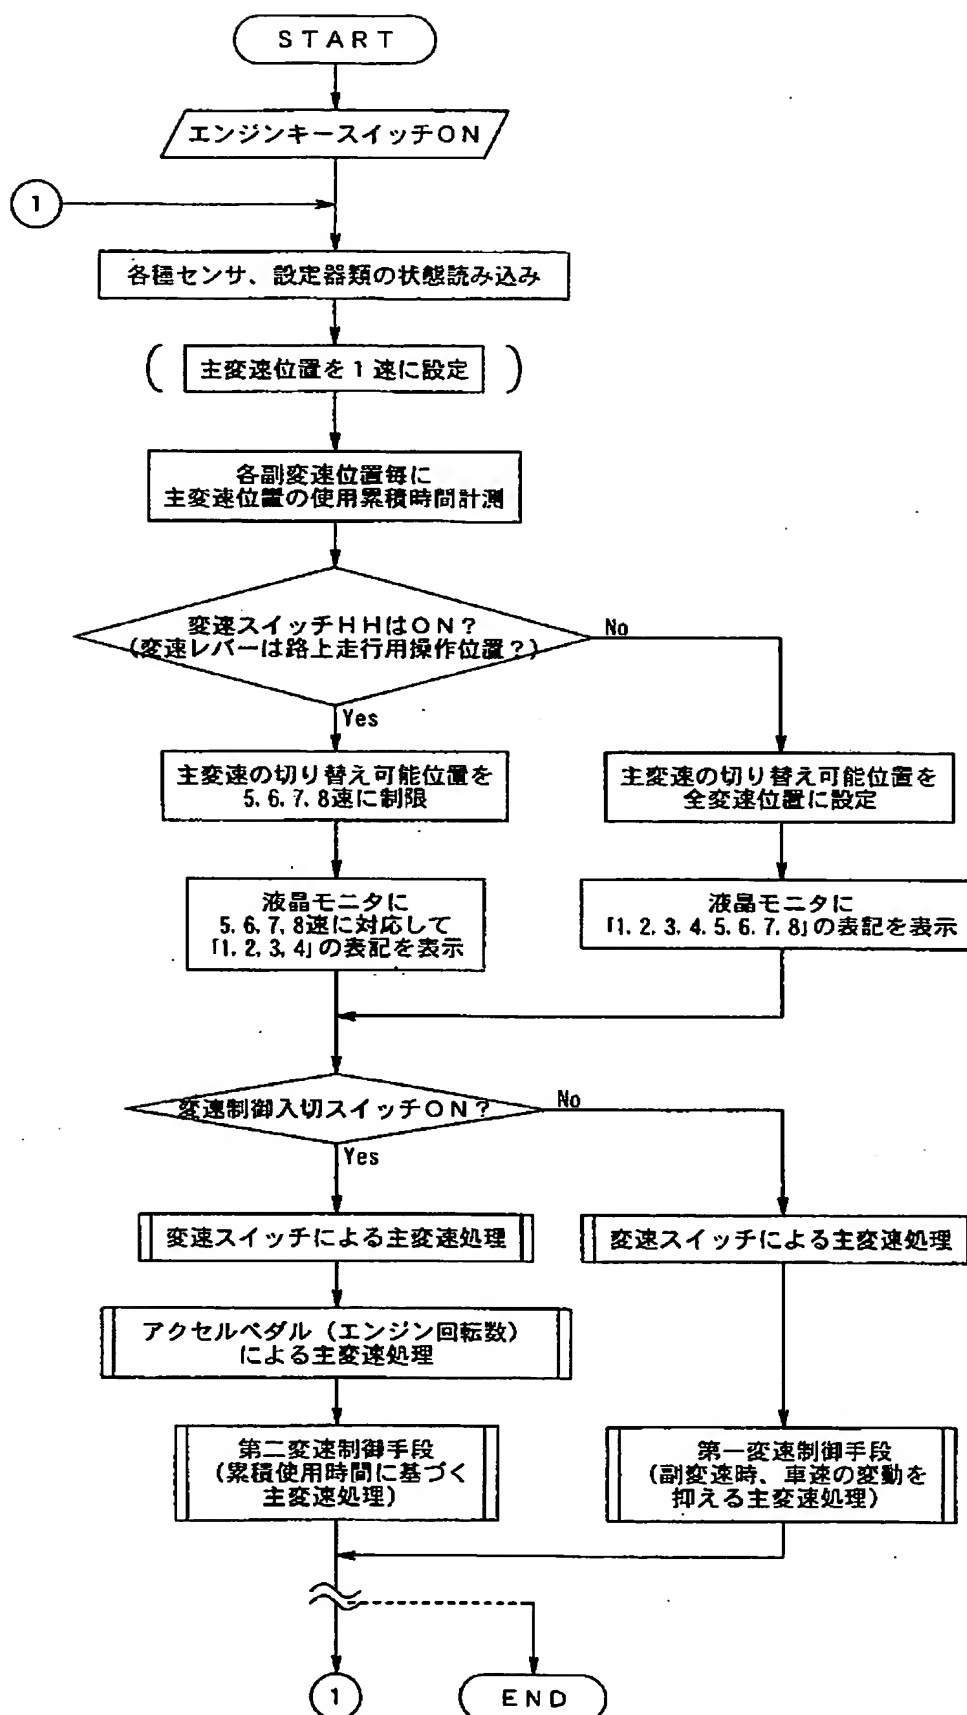 START
エンジンキースイッチON
1
各種センサ、設定器類の状態読み込み
( 主変速位置を1速に設定 )
各副変速位置毎に
主変速位置の使用累積時間計測
変速スイッチHHはON?
(変速レバーは路上走行用操作位置?)
No
Yes
主変速の切り替え可能位置を
5,6,7,8速に制限
主変速の切り替え可能位置を
全変速位置に設定
液晶モニタに
5,6,7,8速に対応して
「1,2,3,4」の表記を表示
液晶モニタに
「1.2.3.4.5.6.7.8」の表記を表示
変速制御入切スイッチON?
No
Yes
変速スイッチによる主変速処理
変速スイッチによる主変速処理
アクセルペダル(エンジン回転数)
による主変速処理
第二変速制御手段
(累積使用時間に基づく
主変速処理)
第一変速制御手段
(副変速時、車速の変動を
抑える主変速処理)
1
END